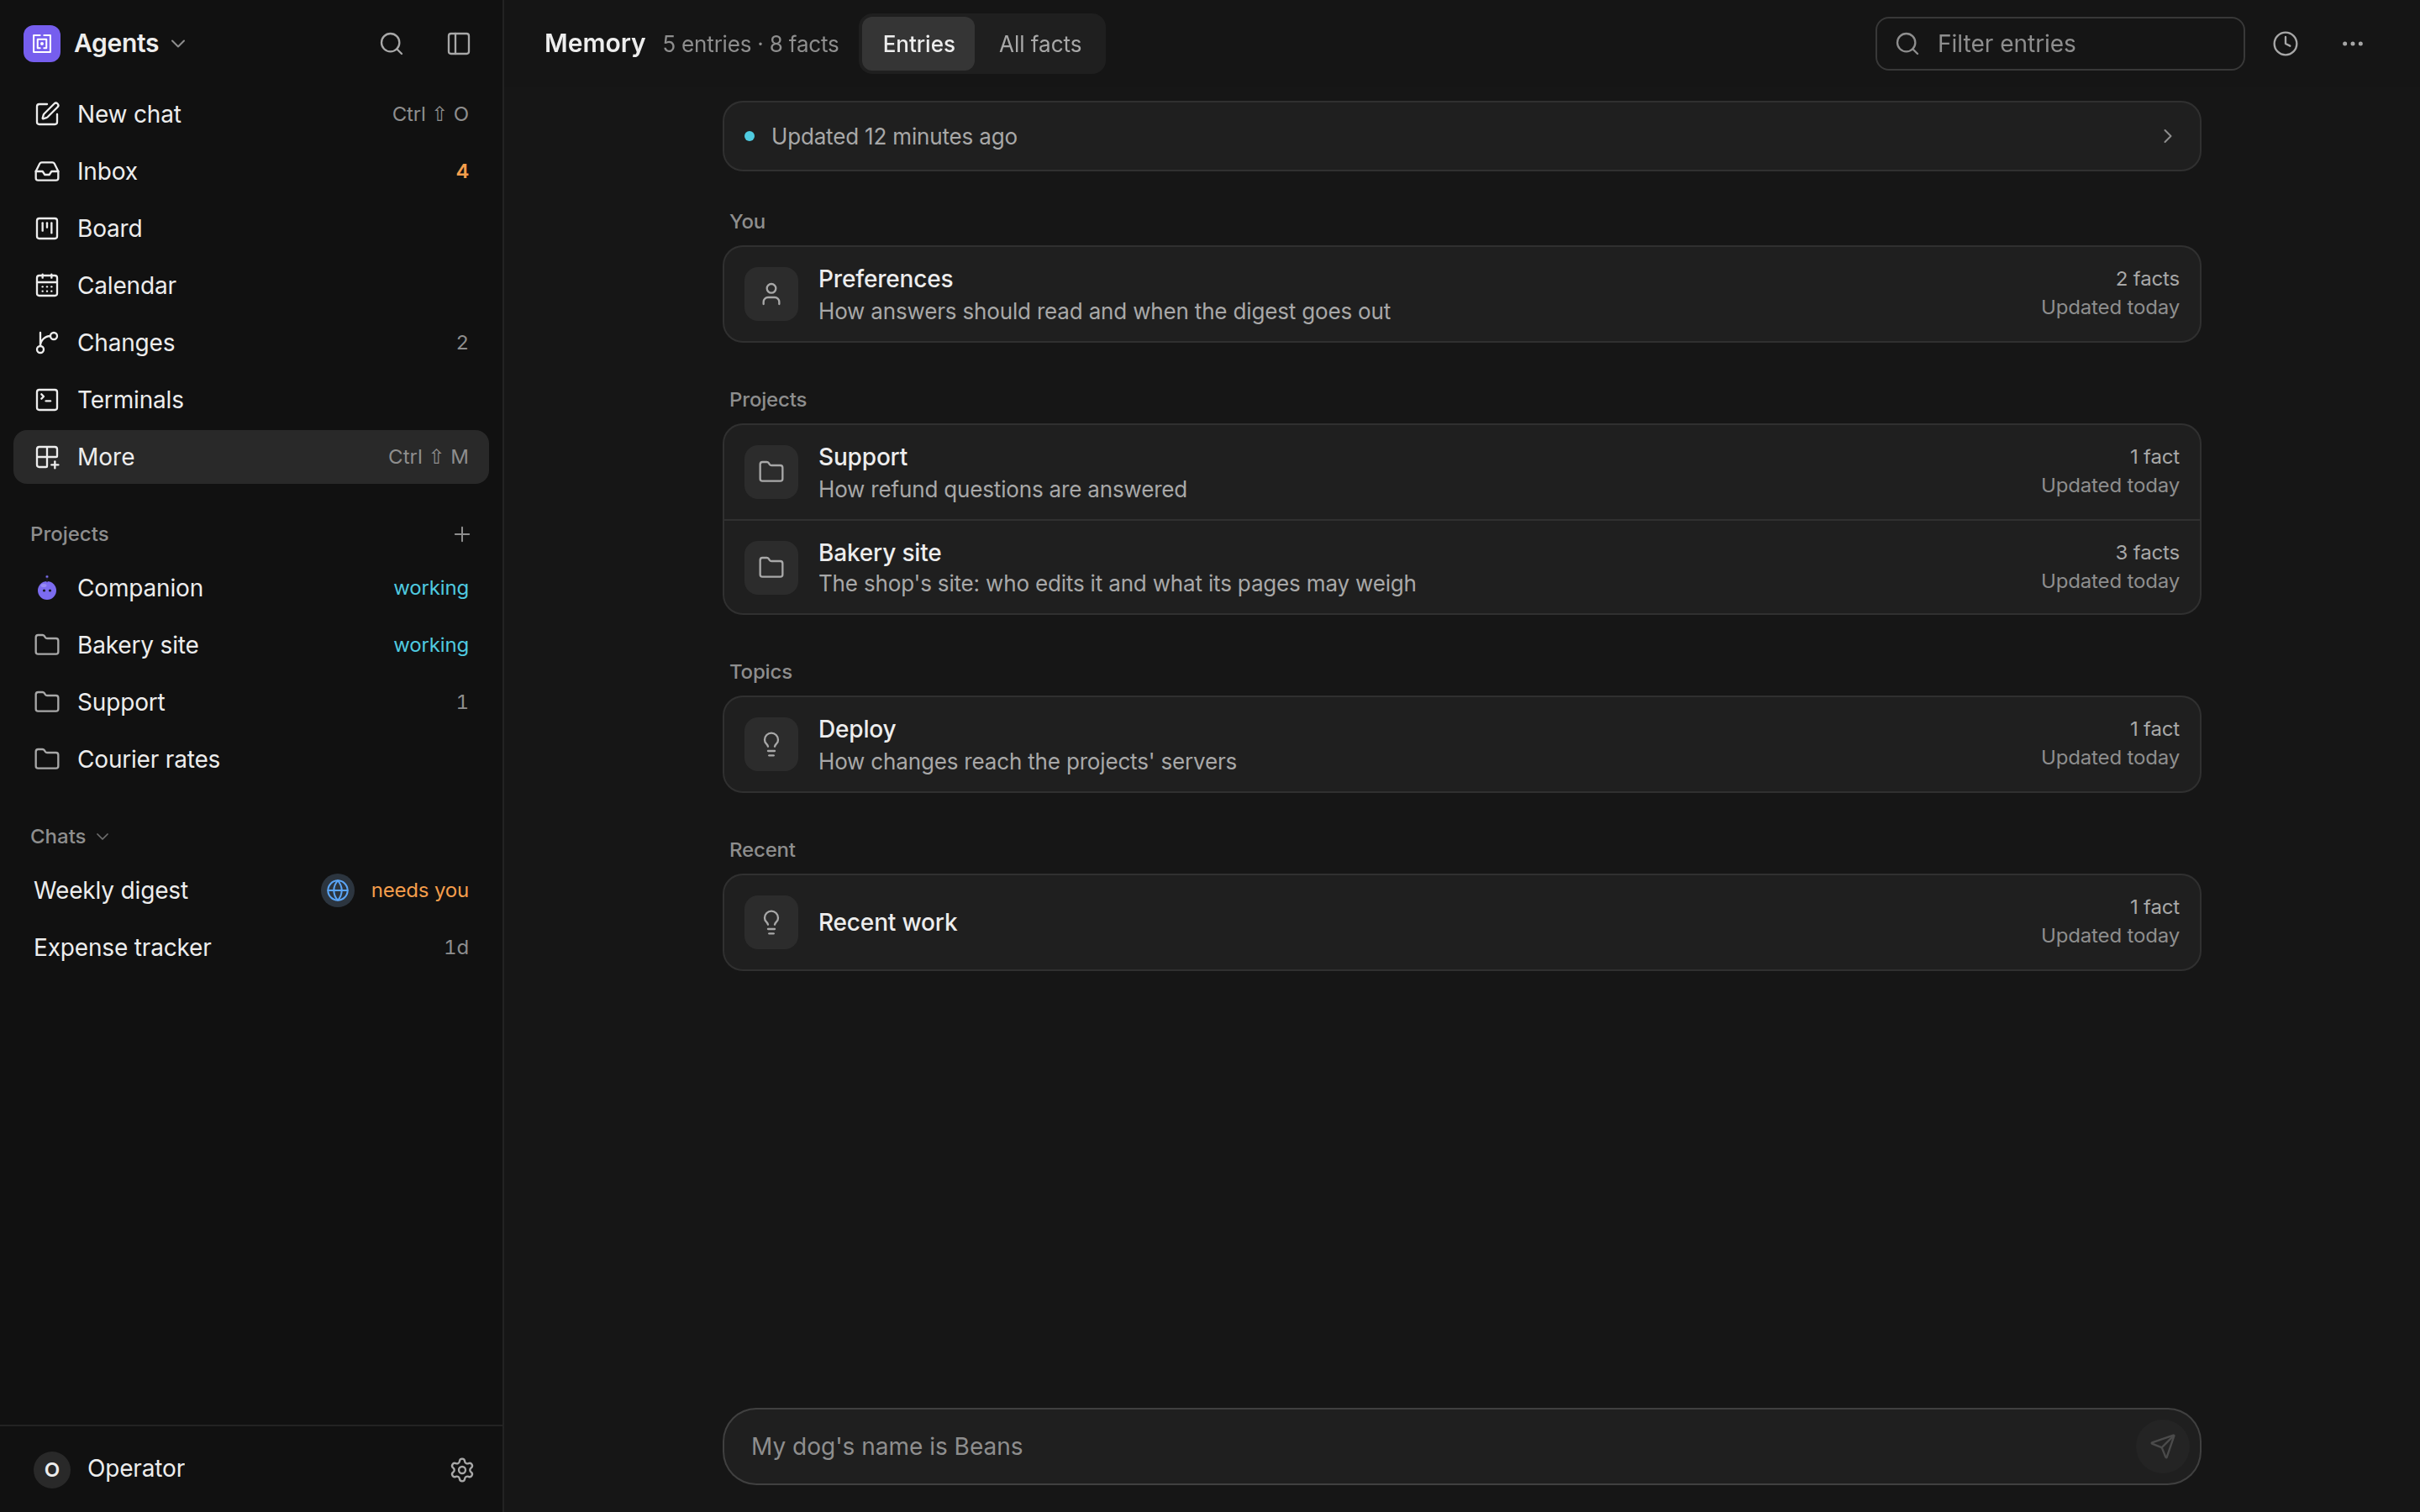 Agents
New chat Ctrl ⇧ O
Inbox 4
Board
Calendar
Changes 2
Terminals
More Ctrl ⇧ M
Projects
Companion working
Bakery site working
Support 1
Courier rates
Chats
Weekly digest needs you
Expense tracker 1d
O Operator
Memory 5 entries · 8 facts Entries All facts Filter entries
Updated 12 minutes ago
You
Preferences 2 facts
How answers should read and when the digest goes out Updated today
Projects
Support 1 fact
How refund questions are answered Updated today
Bakery site 3 facts
The shop's site: who edits it and what its pages may weigh Updated today
Topics
Deploy 1 fact
How changes reach the projects' servers Updated today
Recent
Recent work 1 fact
Updated today
My dog's name is Beans